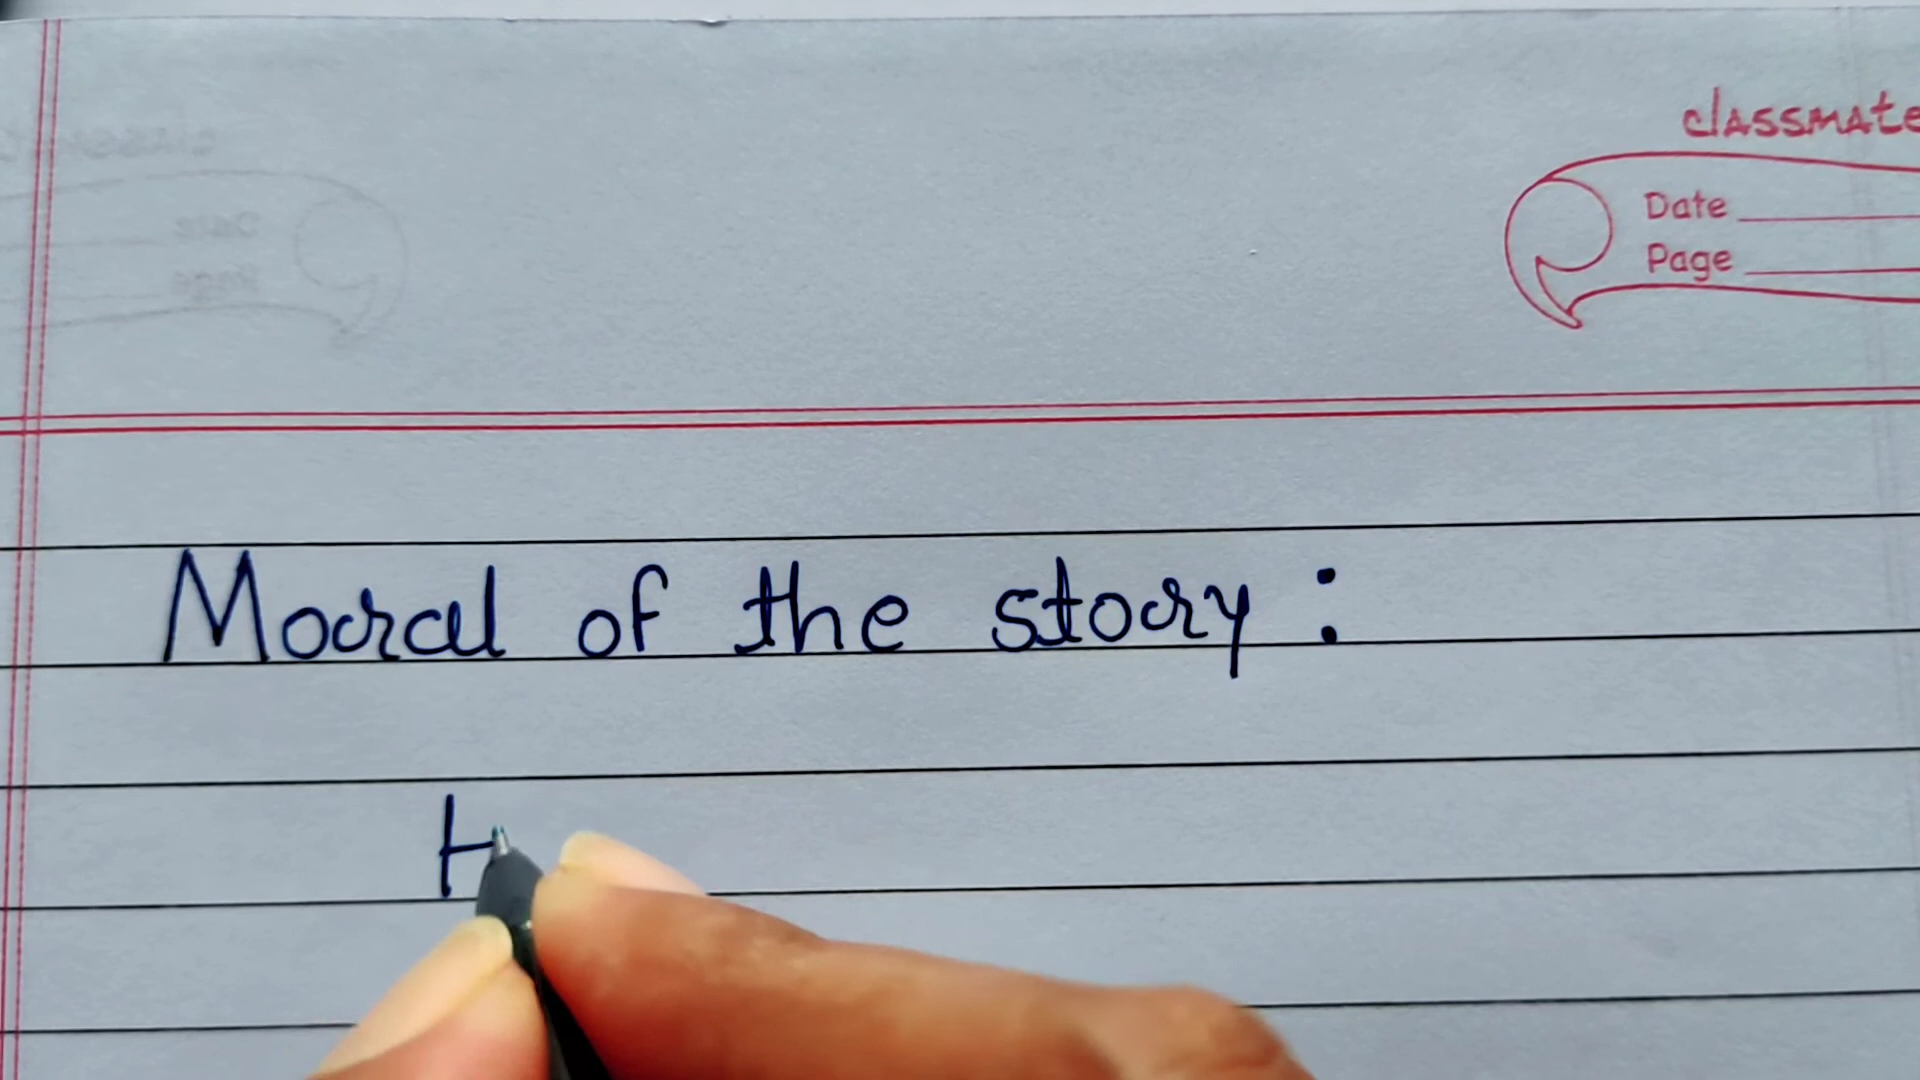 classmate
Date
Page
Moral of the story :
H